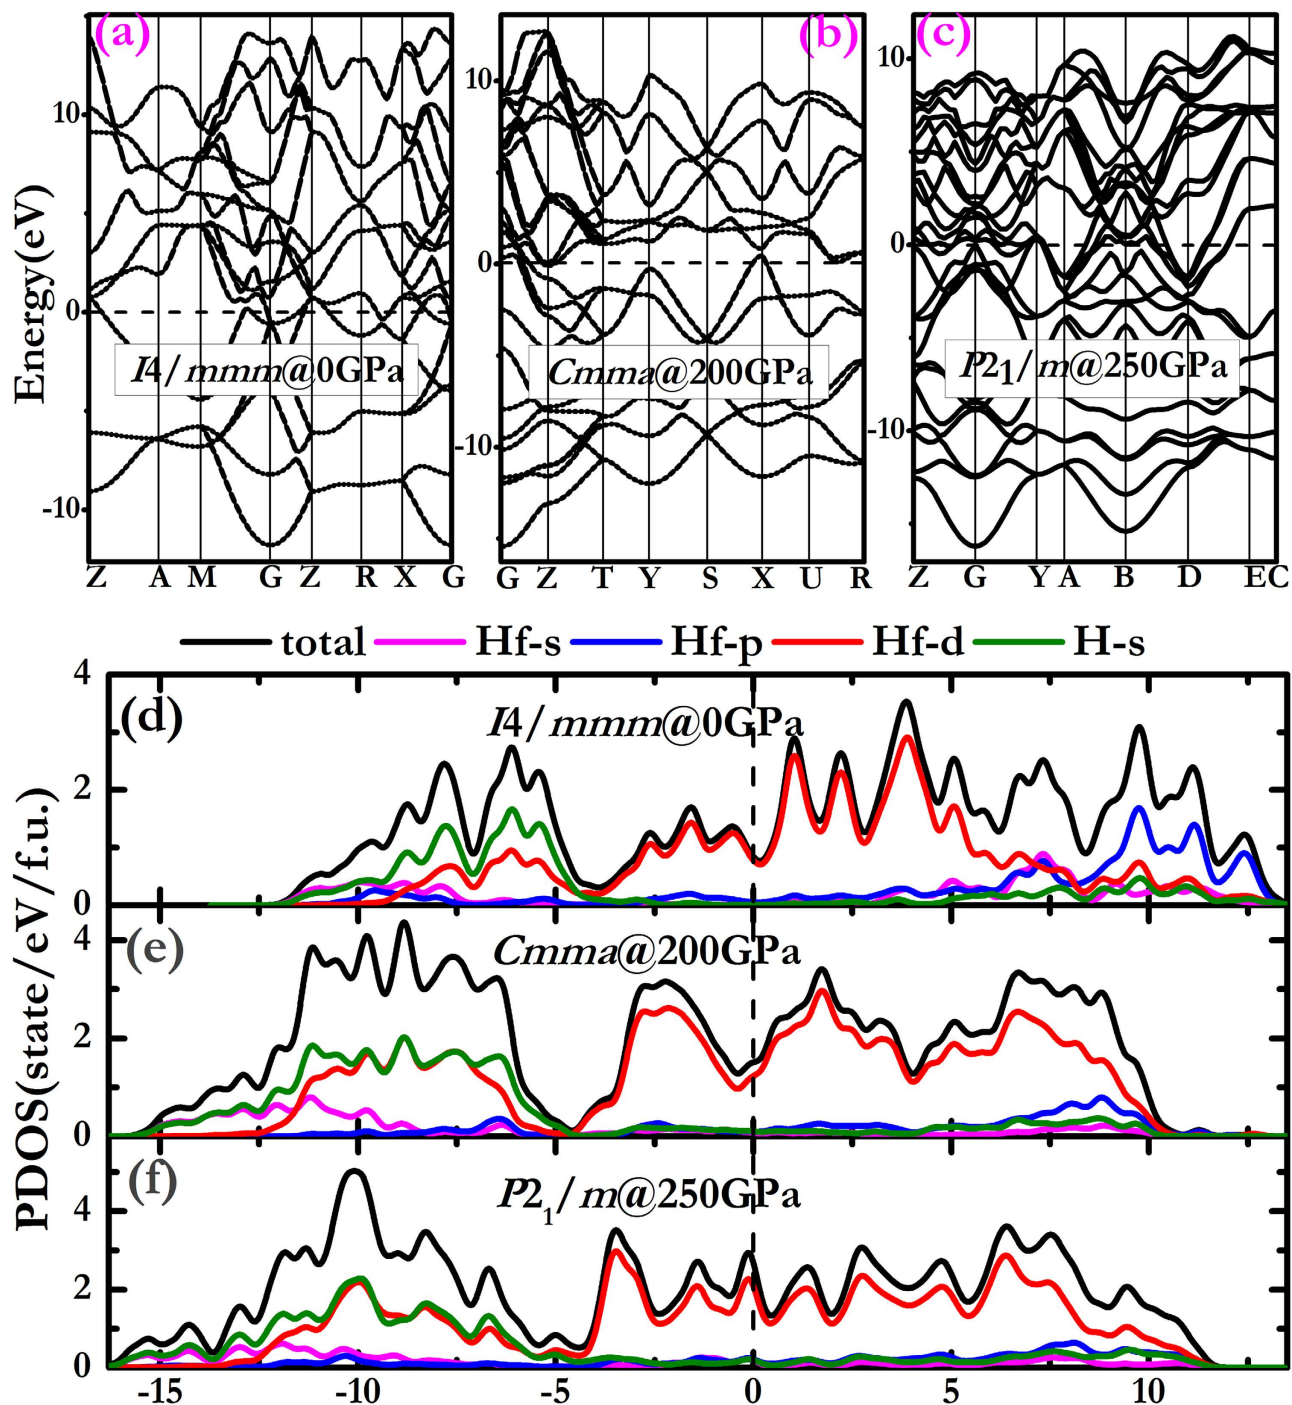 (a) (b) (c)
10 10 10
0 0 0
-10 -10 -10
Energy(eV)
I4/mmm@0GPa Cmma@200GPa P2₁/m@250GPa
Z A M G Z R X G G Z T Y S X U R Z G Y A B D E C
total Hf-s Hf-p Hf-d H-s
PDOS(state/eV/f.u.)
4
(d) I4/mmm@0GPa
2
0
4 (e) Cmma@200GPa
2
0
(f) P2₁/m@250GPa
4
2
0
-15 -10 -5 0 5 10